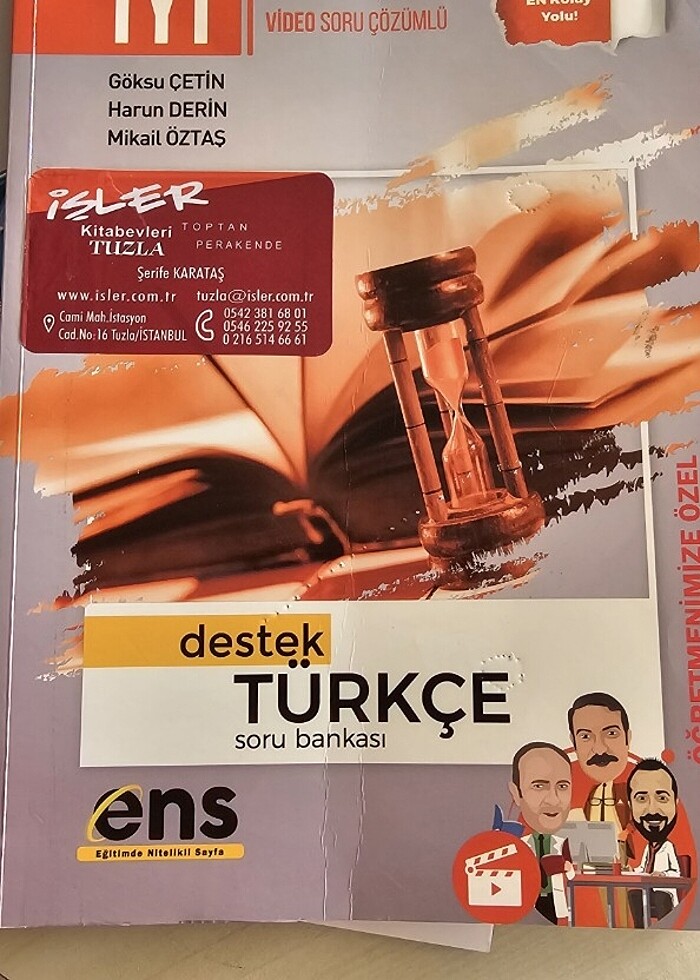 TYT
VİDEO SORU ÇÖZÜMLÜ
EN Kolay
Yolu!
Göksu ÇETİN
Harun DERİN
Mikail ÖZTAŞ
İŞLER
Kitabevleri
TUZLA
TOPTAN
PERAKENDE
Şerife KARATAŞ
www.isler.com.tr tuzla@isler.com.tr
Cami Mah.İstasyon
Cad.No:16 Tuzla/İSTANBUL
0542 381 68 01
0546 225 92 55
0 216 514 66 61
ÖĞRETMENİMİZE ÖZEL
destek
TÜRKÇE
soru bankası
ens
Eğitimde Nitelikli Sayfa